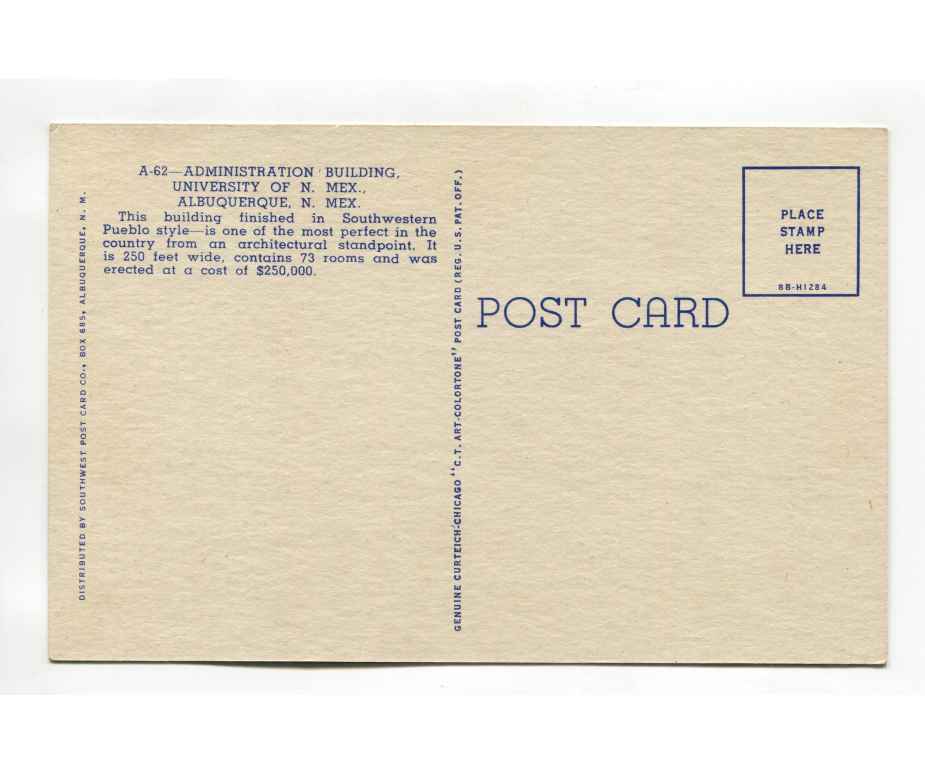 A-62—ADMINISTRATION BUILDING,
UNIVERSITY OF N. MEX.,
ALBUQUERQUE, N. MEX.
This building finished in Southwestern
Pueblo style—is one of the most perfect in the
country from an architectural standpoint. It
is 250 feet wide, contains 73 rooms and was
erected at a cost of $250,000.
DISTRIBUTED BY SOUTHWEST POST CARD CO., BOX 685, ALBUQUERQUE, N. M.
GENUINE CURTEICH-CHICAGO "C.T. ART-COLORTONE" POST CARD (REG. U.S. PAT. OFF.)
POST CARD
PLACE
STAMP
HERE
8B-H1284